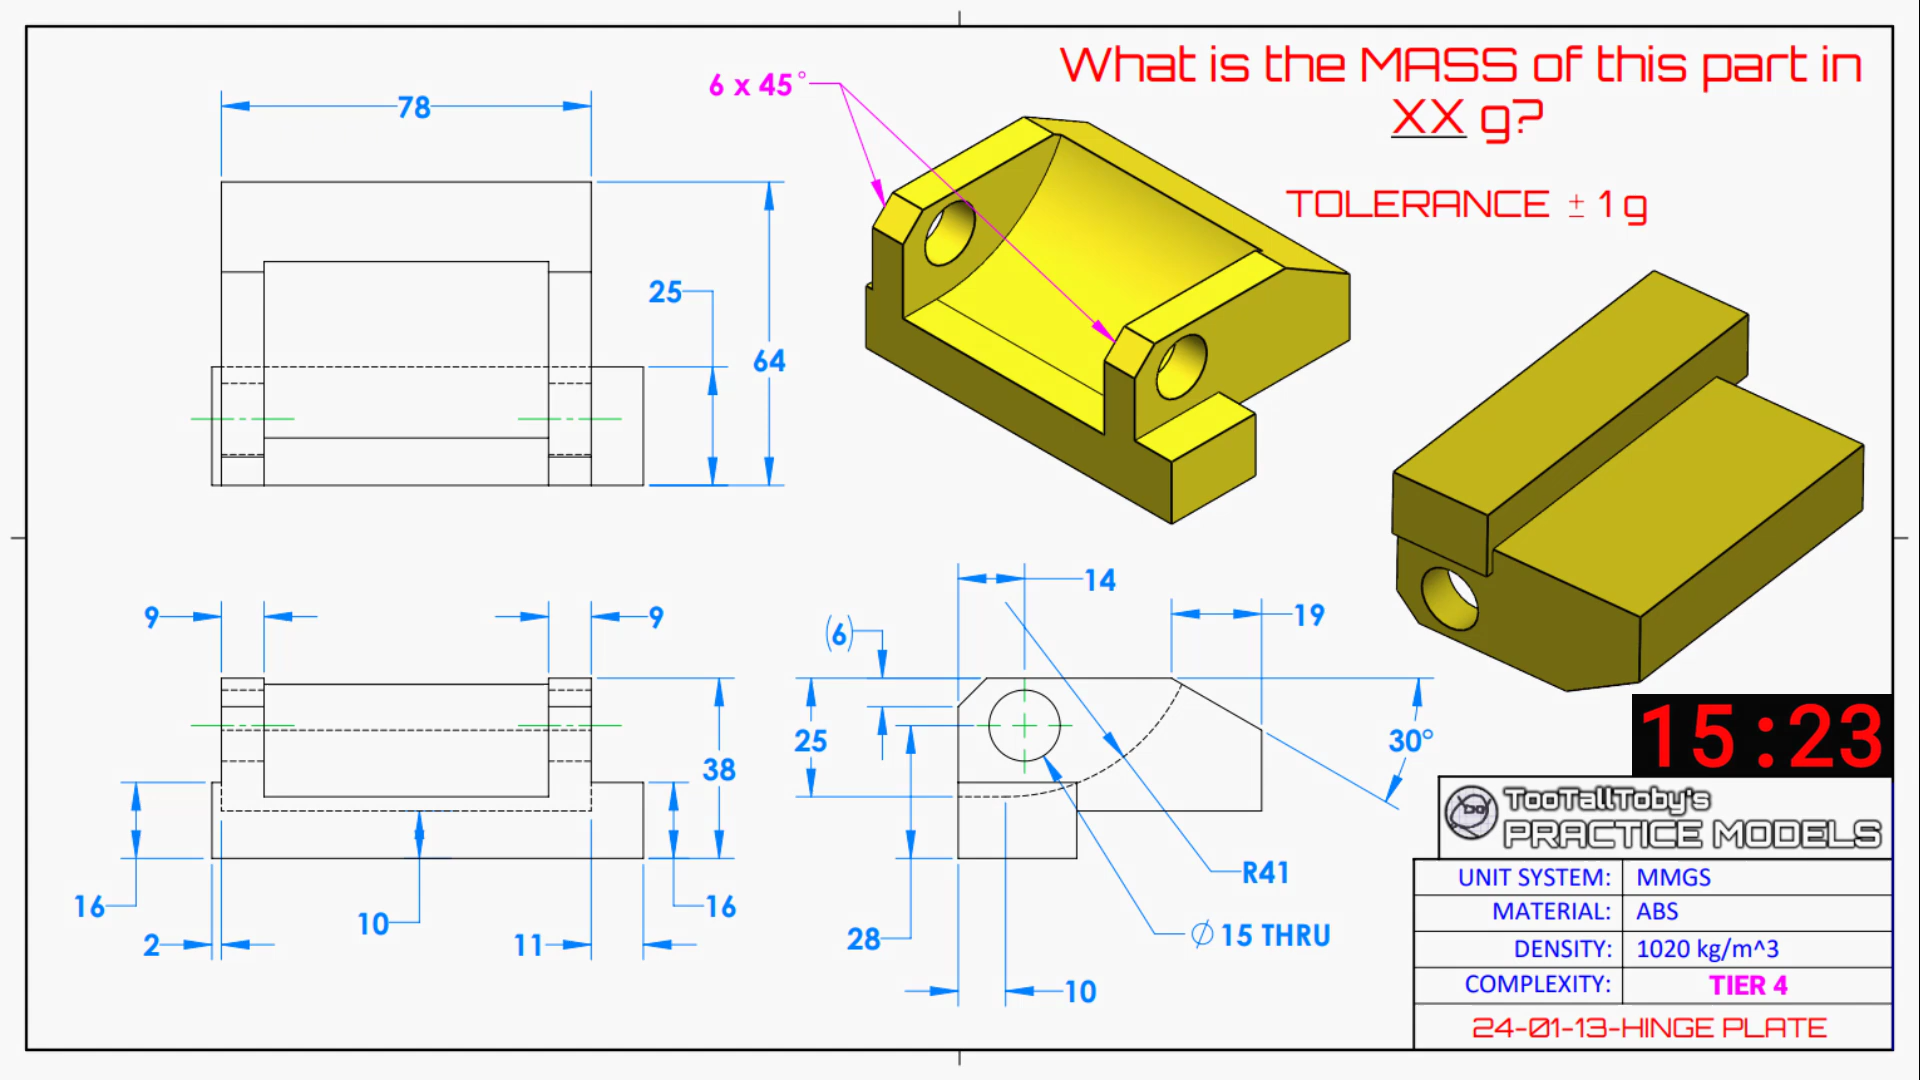 What is the MASS of this part in
XX g?
TOLERANCE ± 1 g
6 x 45°
78
25
64
9
9
38
16
16
10
2
11
14
19
(6)
25
30°
28
R41
Ø 15 THRU
10
15:23
TooTallToby's
PRACTICE MODELS
UNIT SYSTEM: MMGS
MATERIAL: ABS
DENSITY: 1020 kg/m^3
COMPLEXITY: TIER 4
24-01-13-HINGE PLATE